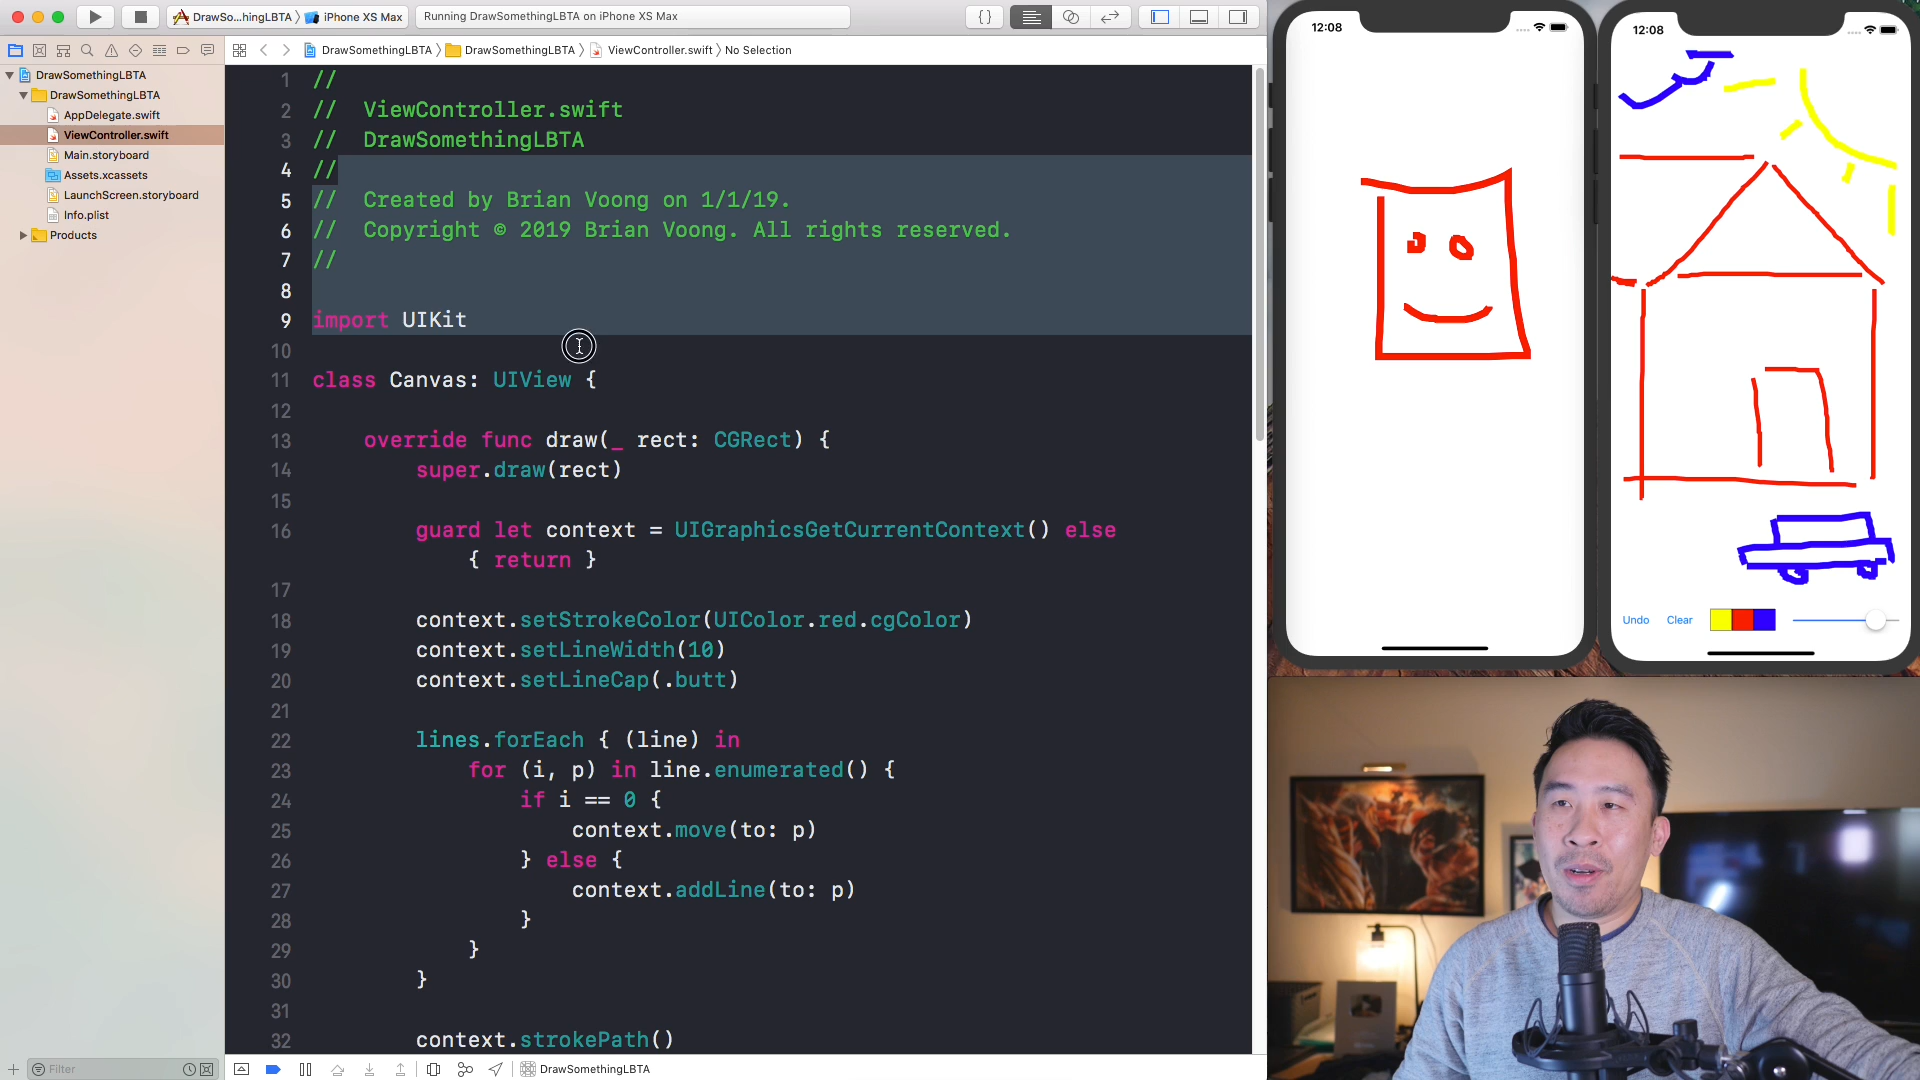 DrawSo...hingLBTA
iPhone XS Max
Running DrawSomethingLBTA on iPhone XS Max
DrawSomethingLBTA
DrawSomethingLBTA
ViewController.swift
No Selection
DrawSomethingLBTA
DrawSomethingLBTA
AppDelegate.swift
ViewController.swift
Main.storyboard
Assets.xcassets
LaunchScreen.storyboard
Info.plist
Products
1 //
2 // ViewController.swift
3 // DrawSomethingLBTA
4 //
5 // Created by Brian Voong on 1/1/19.
6 // Copyright © 2019 Brian Voong. All rights reserved.
7 //
8
9 import UIKit
10
11 class Canvas: UIView {
12
13 override func draw(_ rect: CGRect) {
14 super.draw(rect)
15
16 guard let context = UIGraphicsGetCurrentContext() else
{ return }
17
18 context.setStrokeColor(UIColor.red.cgColor)
19 context.setLineWidth(10)
20 context.setLineCap(.butt)
21
22 lines.forEach { (line) in
23 for (i, p) in line.enumerated() {
24 if i == 0 {
25 context.move(to: p)
26 } else {
27 context.addLine(to: p)
28 }
29 }
30 }
31
32 context.strokePath()
Filter
DrawSomethingLBTA
12:08
12:08
Undo
Clear